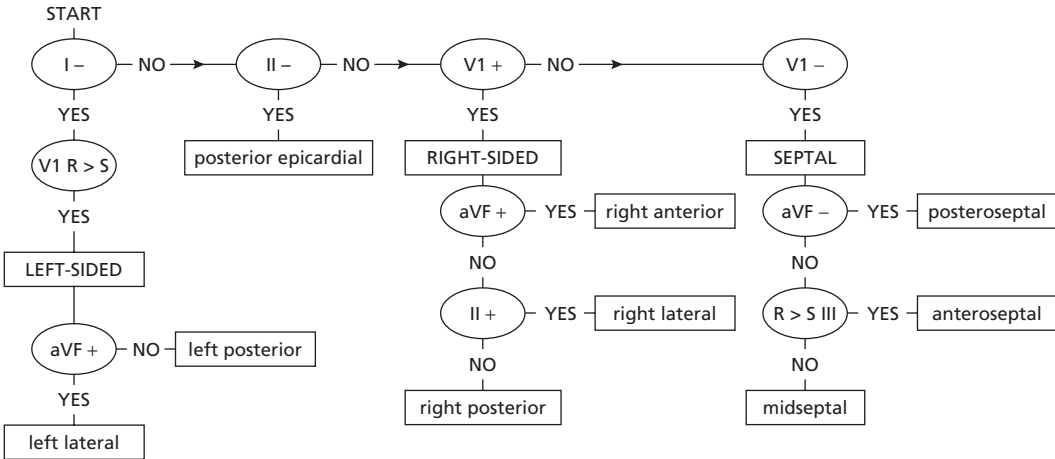 START
I – NO II – NO V1 + NO V1 –
YES YES YES YES
V1 R > S posterior epicardial RIGHT-SIDED SEPTAL
YES aVF + YES right anterior aVF – YES posteroseptal
LEFT-SIDED NO NO
II + YES right lateral R > S III YES anteroseptal
aVF + NO left posterior NO NO
YES right posterior midseptal
left lateral